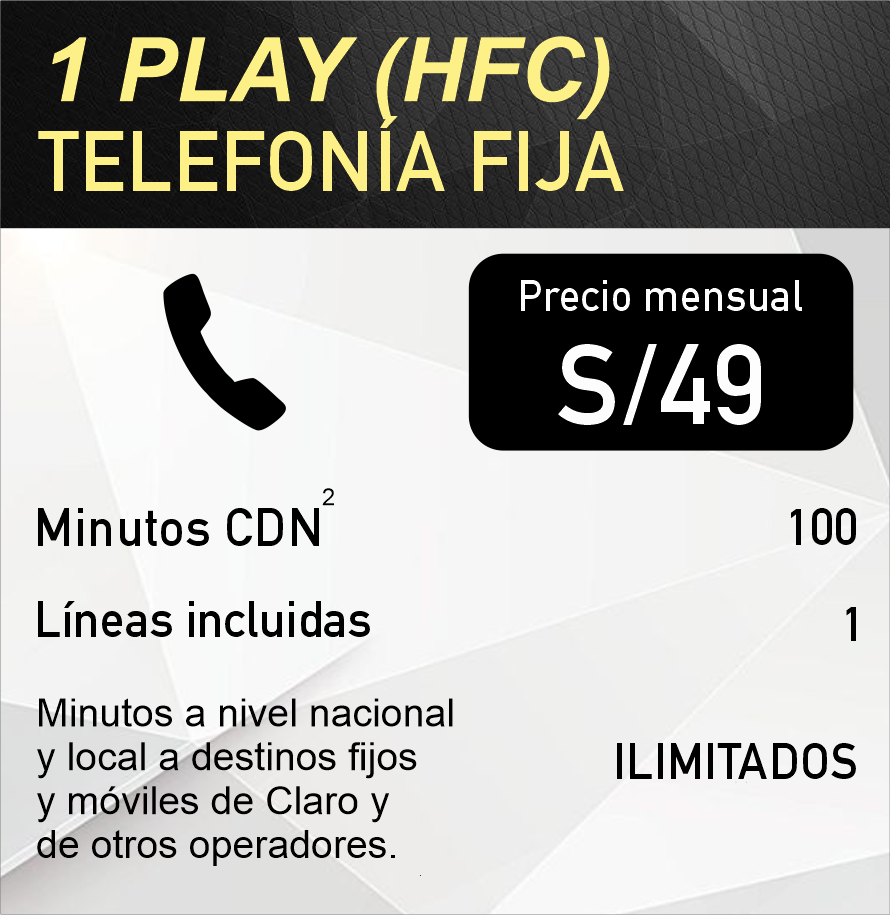 1 PLAY (HFC)
TELEFONÍA FIJA
Precio mensual
S/49
Minutos CDN² 100
Líneas incluidas 1
Minutos a nivel nacional
y local a destinos fijos
y móviles de Claro y
de otros operadores.
ILIMITADOS